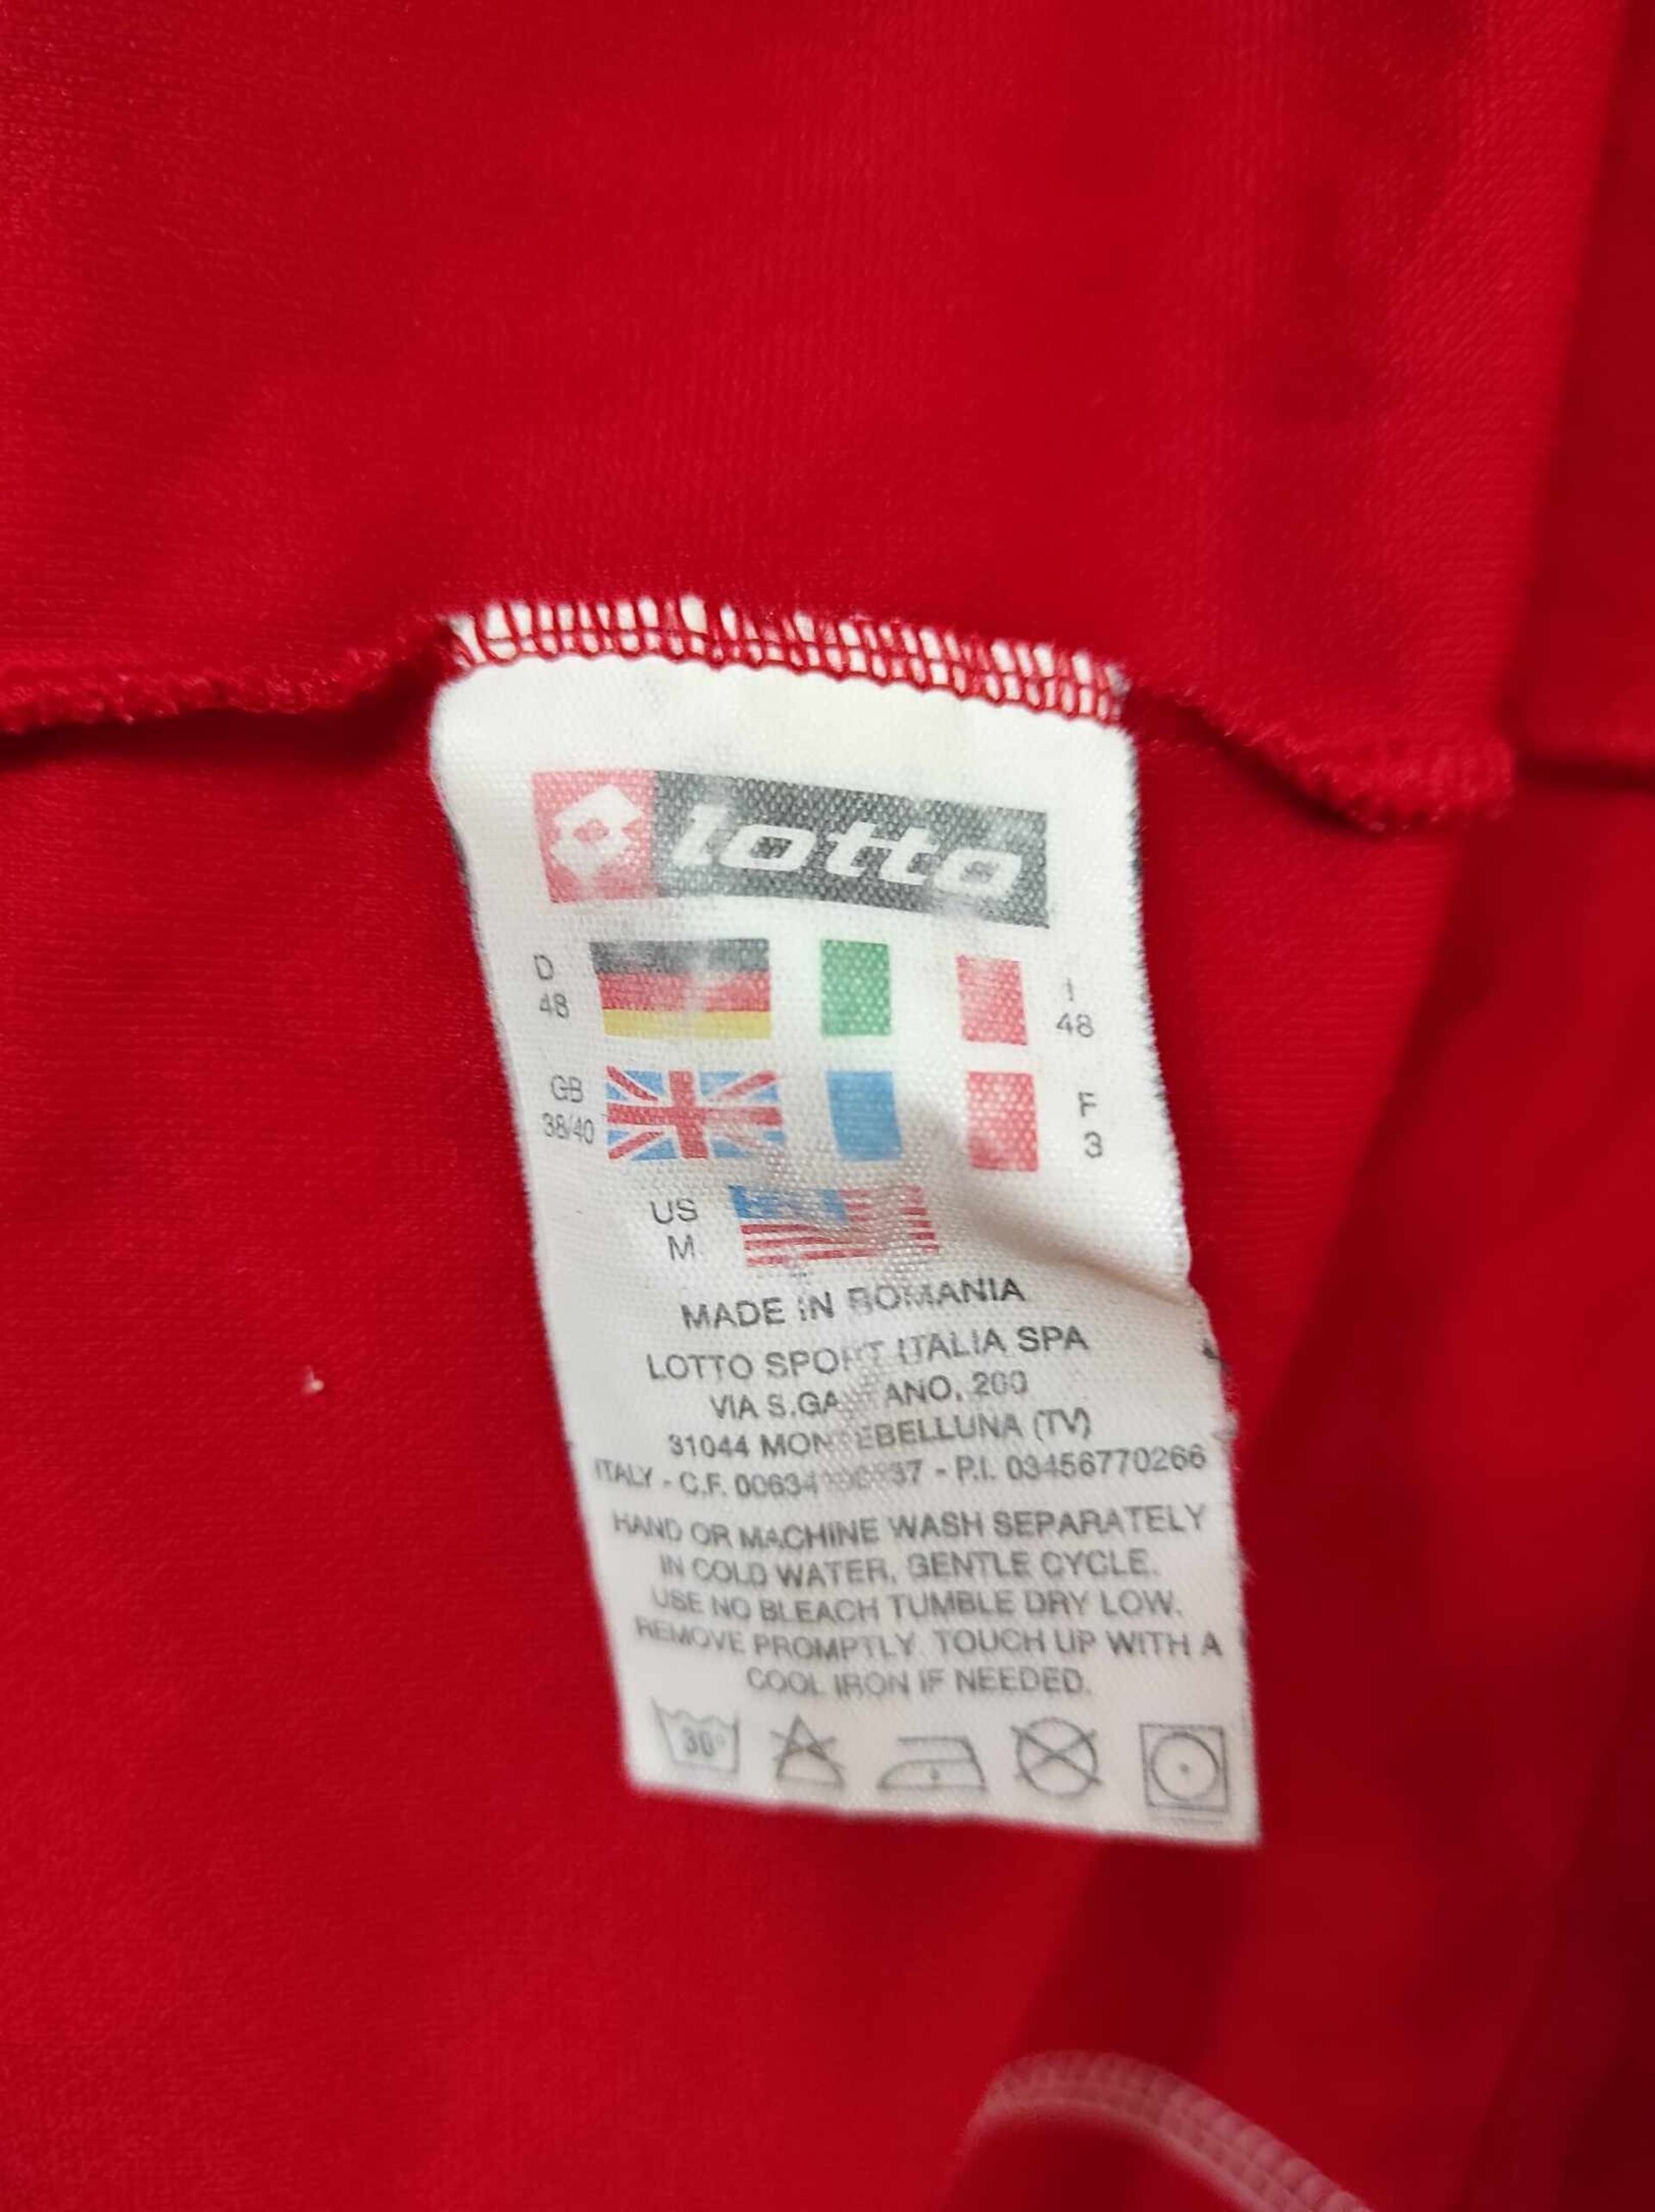 lotto
D I
48 48
GB F
38/40 3
US
M
MADE IN ROMANIA
LOTTO SPORT ITALIA SPA
VIA S.GAETANO, 200
31044 MONTEBELLUNA (TV)
ITALY - C.F. - P.I. 03456770266
HAND OR MACHINE WASH SEPARATELY
IN COLD WATER, GENTLE CYCLE.
USE NO BLEACH TUMBLE DRY LOW.
REMOVE PROMPTLY. TOUCH UP WITH A
COOL IRON IF NEEDED.
30°